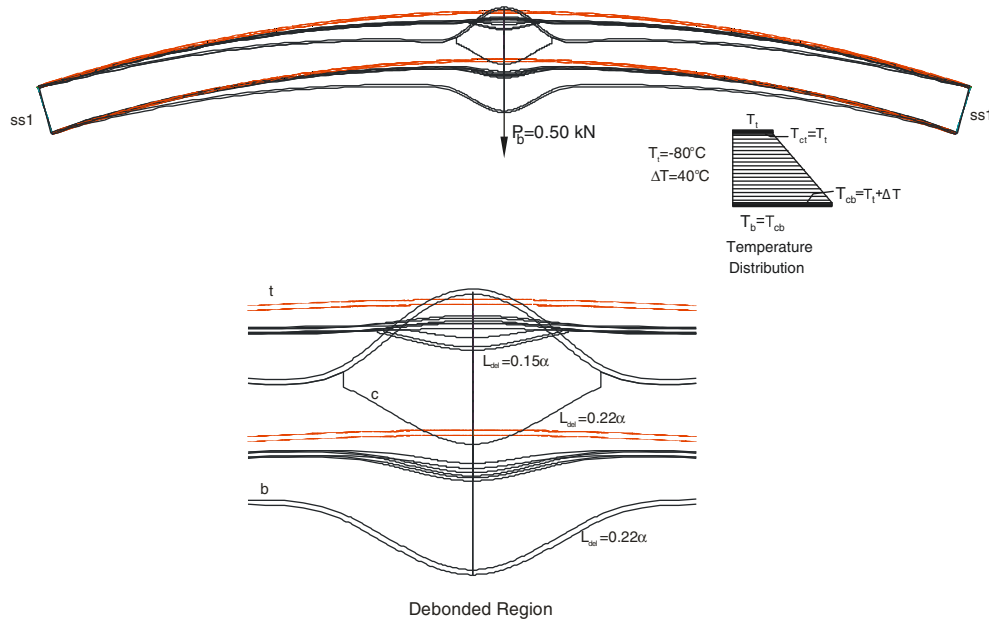 ss1
ss1
P_b=0.50 kN
T_t
T_ct=T_t
T_t=-80°C
ΔT=40°C
T_cb=T_t+ΔT
T_b=T_cb
Temperature
Distribution
t
L_del=0.15α
c
L_del=0.22α
b
L_del=0.22α
Debonded Region